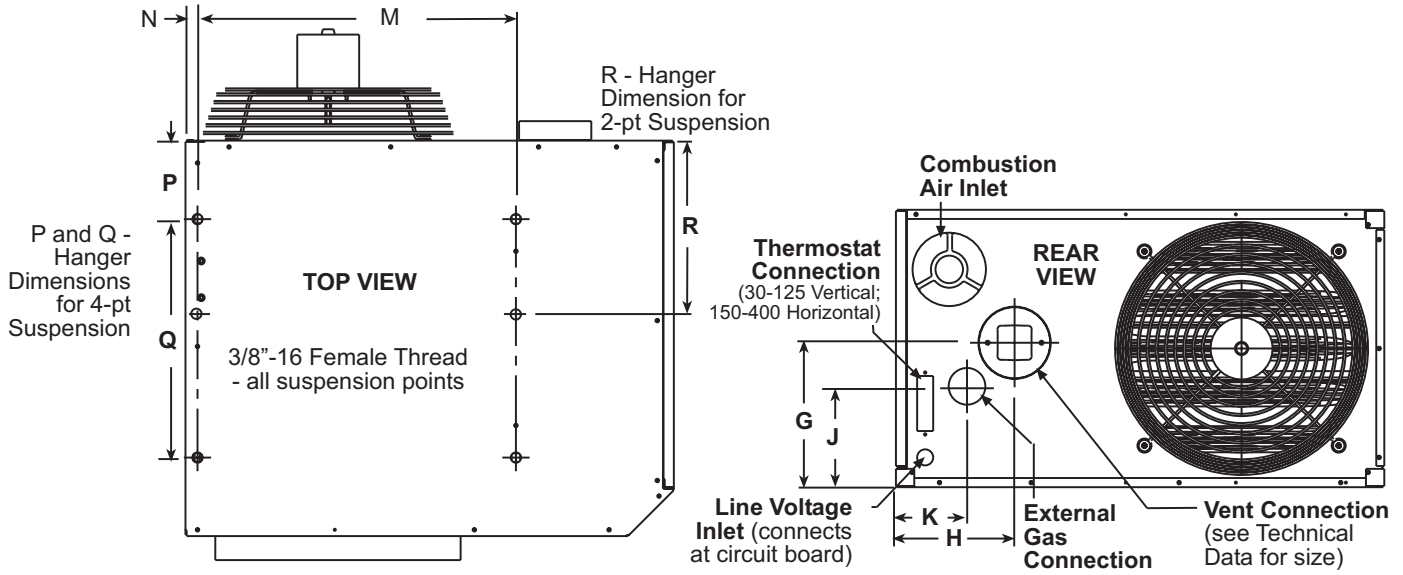 N
M
R - Hanger
Dimension for
2-pt Suspension
P
R
P and Q -
Hanger
Dimensions
for 4-pt
Suspension
Q
TOP VIEW
3/8"-16 Female Thread
- all suspension points
Combustion
Air Inlet
Thermostat
Connection
(30-125 Vertical;
150-400 Horizontal)
REAR
VIEW
G
J
K
H
Line Voltage
Inlet (connects
at circuit board)
External
Gas
Connection
Vent Connection
(see Technical
Data for size)